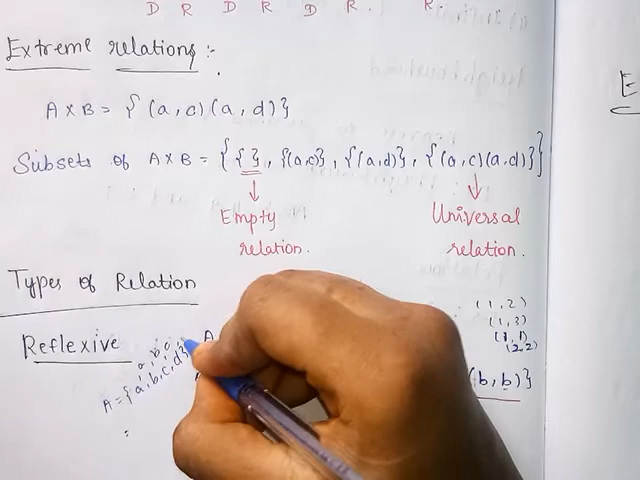 D R D R D R. R.
Extreme relations :-
A×B = {(a,c)(a,d)}
Subsets of A×B = { { }, {(a,c)}, {(a,d)}, {(a,c)(a,d)} }
Empty relation.
Universal relation.
Types of Relation
(1,2)
(1,3)
(1,1)
(2,2)
Reflexive
A
a, b, c,
A = {a,b,c,d}
(b,b)}
E